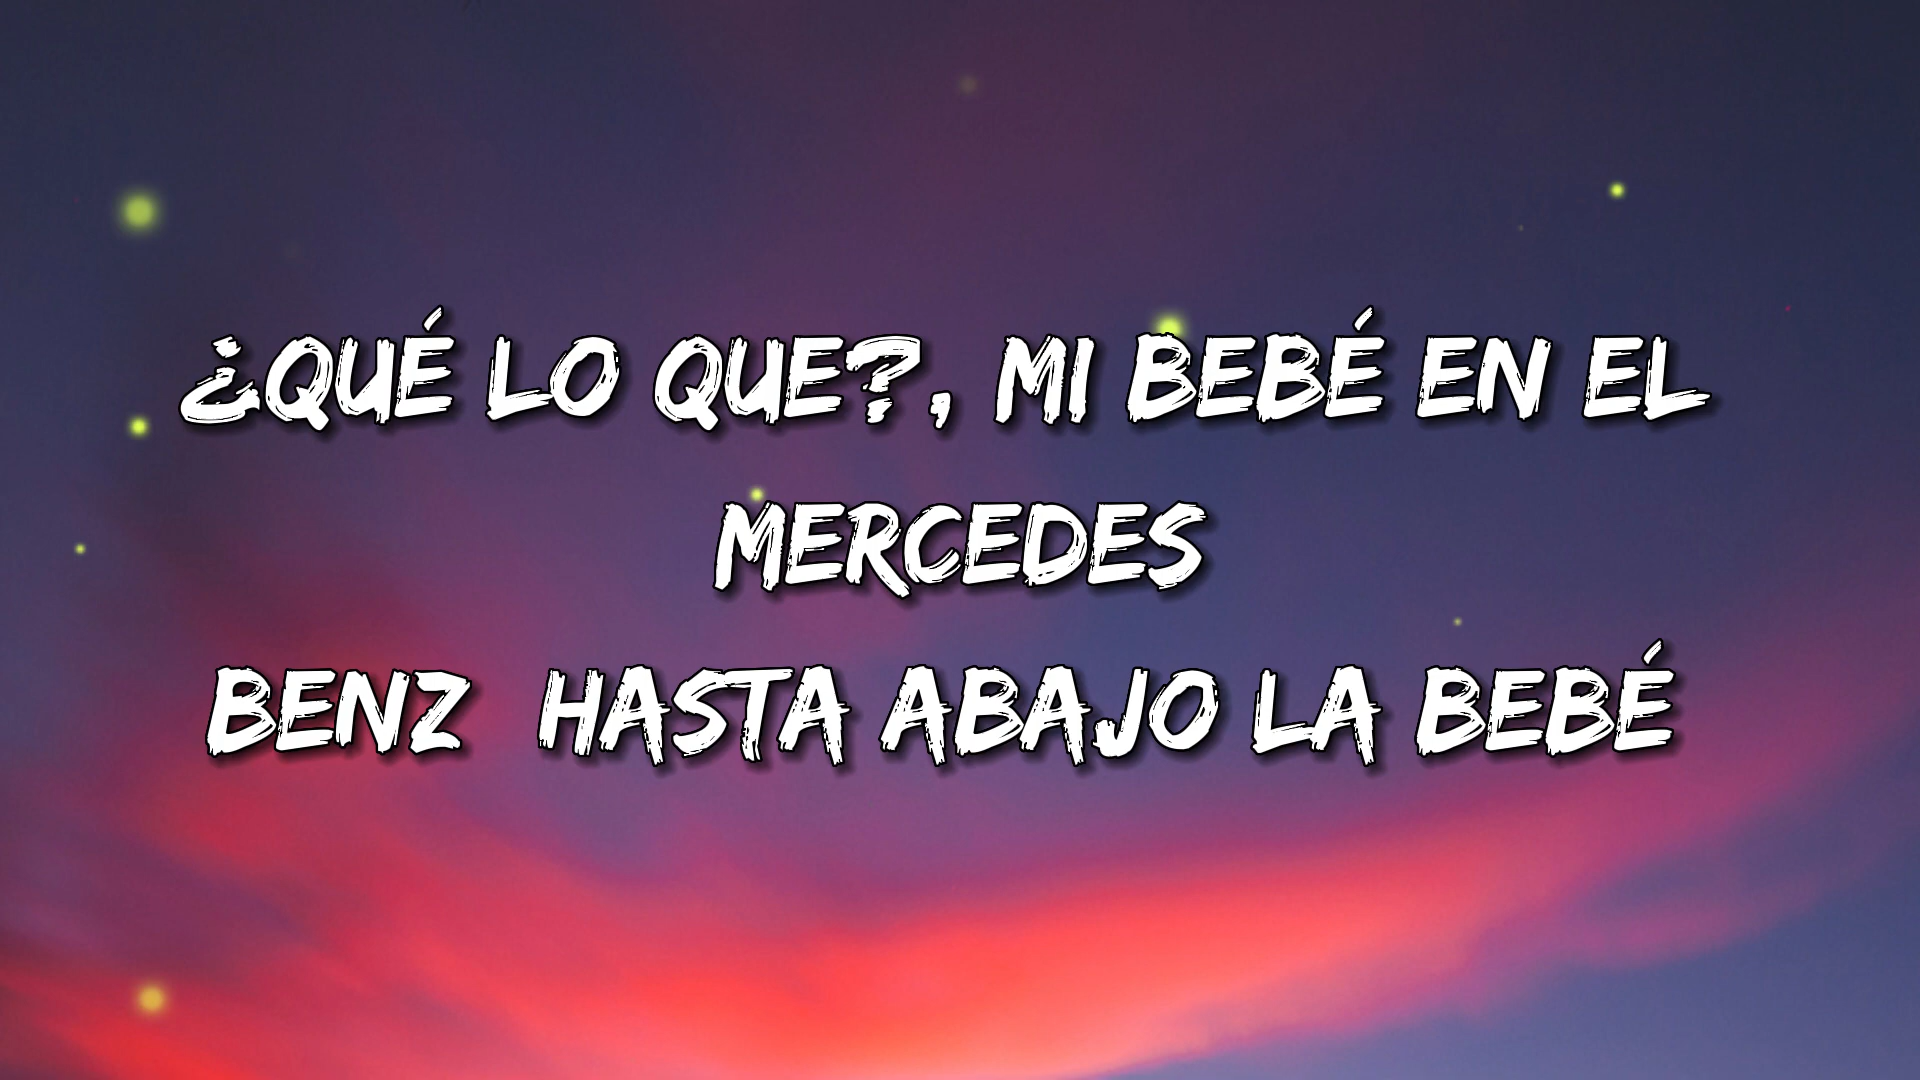 ¿QUÉ LO QUE?, MI BEBÉ EN EL
MERCEDES
BENZ  HASTA ABAJO LA BEBÉ